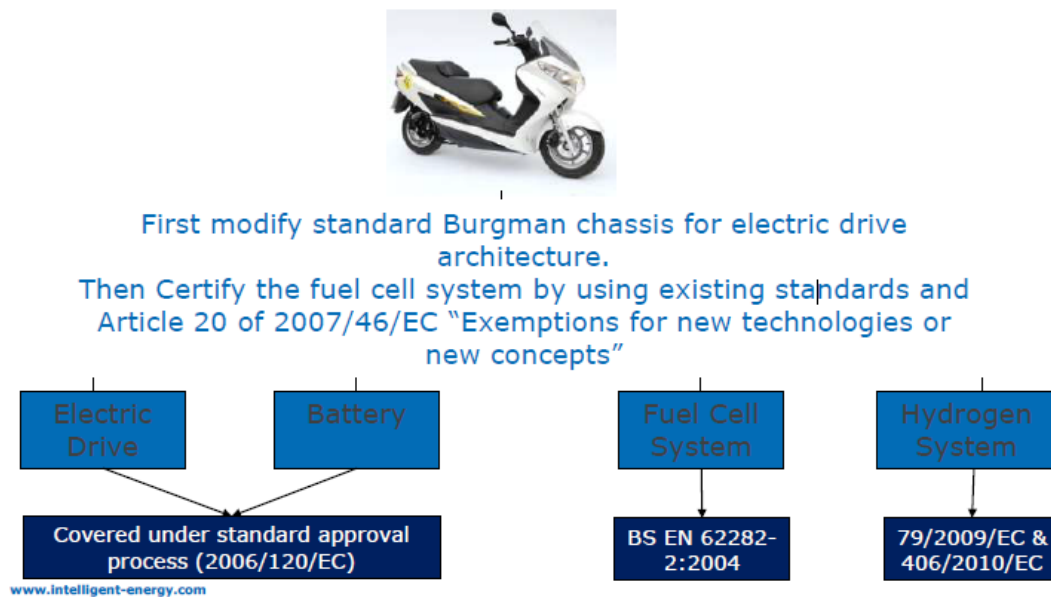 First modify standard Burgman chassis for electric drive
architecture.
Then Certify the fuel cell system by using existing standards and
Article 20 of 2007/46/EC “Exemptions for new technologies or
new concepts”
Electric
Drive
Battery
Fuel Cell
System
Hydrogen
System
Covered under standard approval
process (2006/120/EC)
BS EN 62282-
2:2004
79/2009/EC &
406/2010/EC
www.intelligent-energy.com